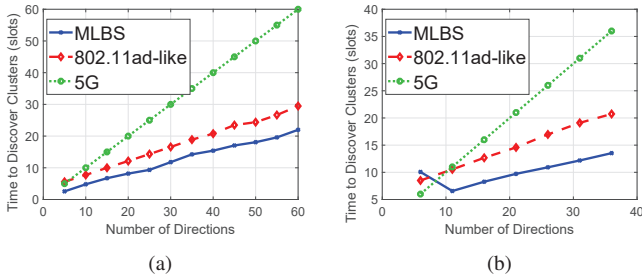 Time to Discover Clusters (slots)
60
50
40
30
20
10
0
MLBS
802.11ad-like
5G
0 10 20 30 40 50 60
Number of Directions
(a)
Time to Discover Clusters (slots)
40
35
30
25
20
15
10
5
MLBS
802.11ad-like
5G
0 10 20 30 40
Number of Directions
(b)